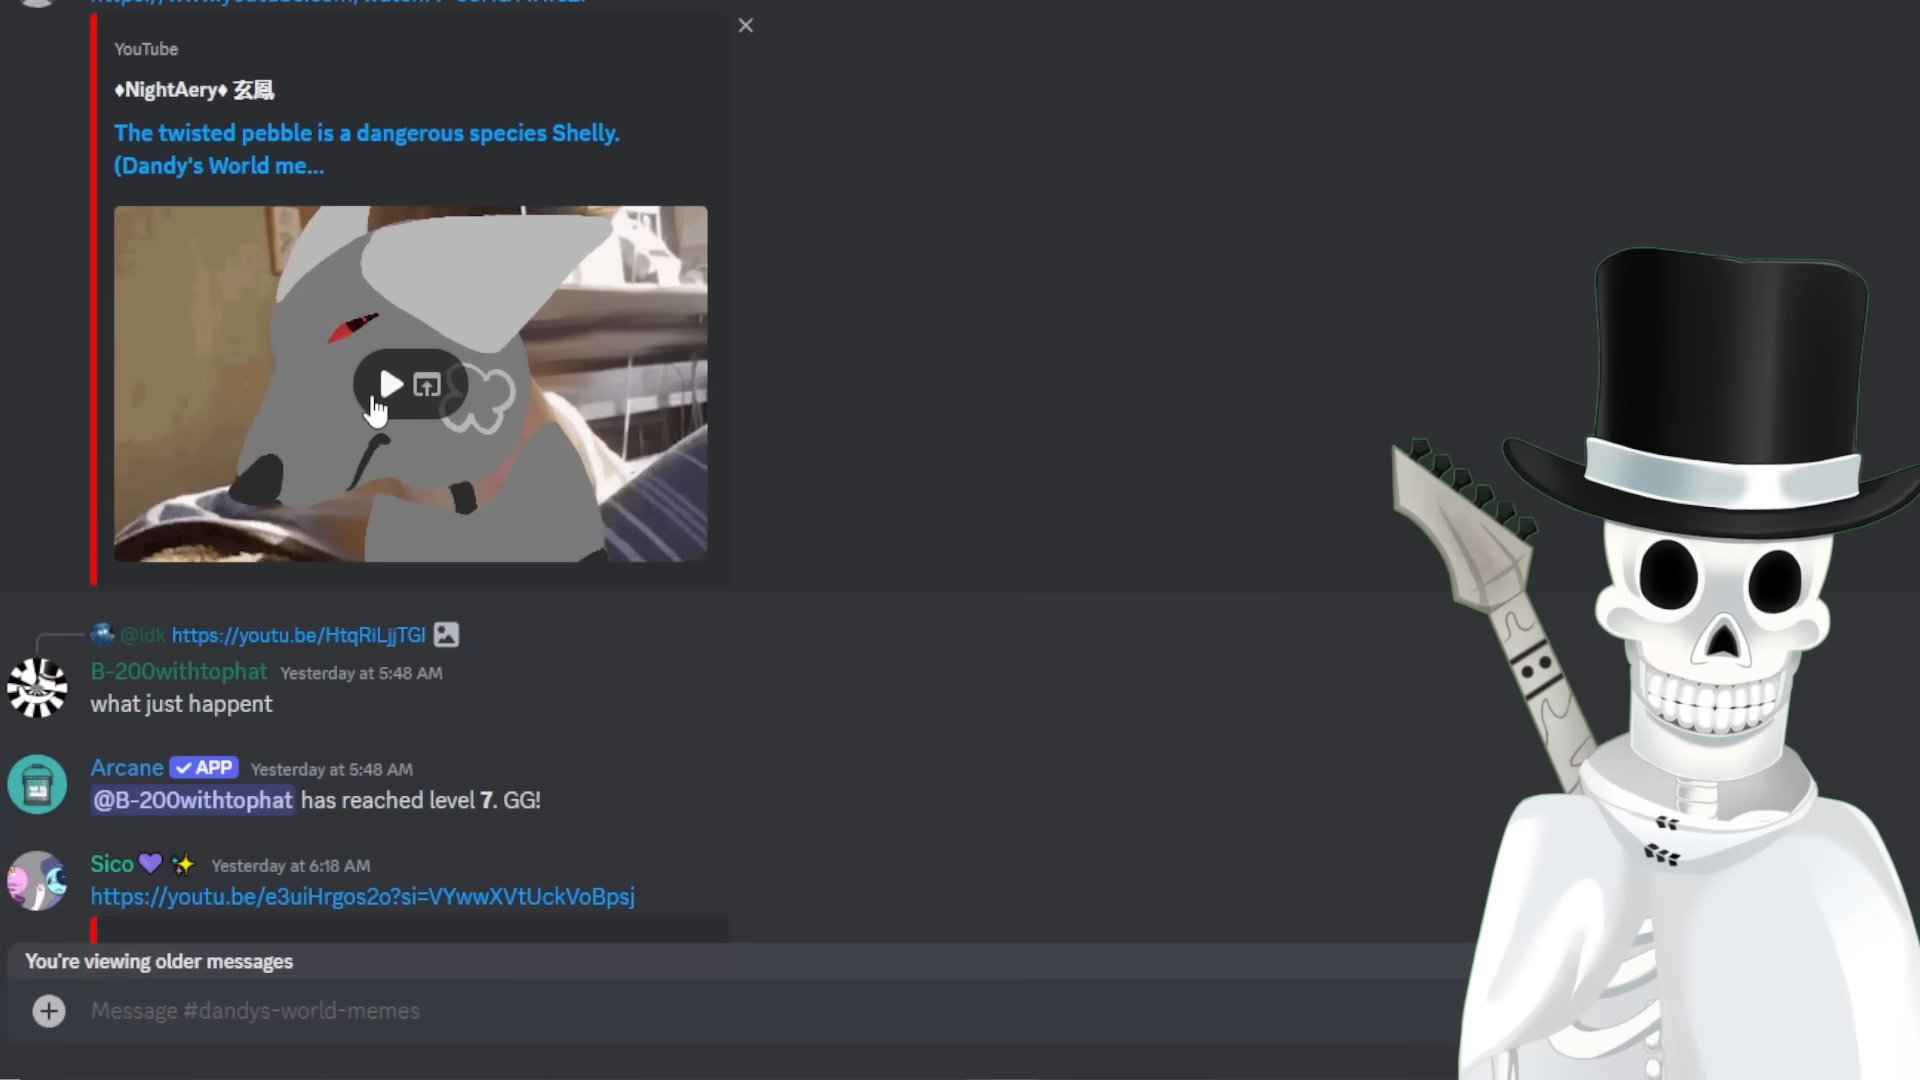 YouTube
♦NightAery♦ 玄鳳
The twisted pebble is a dangerous species Shelly.
(Dandy's World me...
@idk https://youtu.be/HtqRiLjjTGI
B-200withtophat Yesterday at 5:48 AM
what just happent
Arcane ✓ APP Yesterday at 5:48 AM
@B-200withtophat has reached level 7. GG!
Sico 💜 ✨ Yesterday at 6:18 AM
https://youtu.be/e3uiHrgos2o?si=VYwwXVtUckVoBpsj
You're viewing older messages
Message #dandys-world-memes